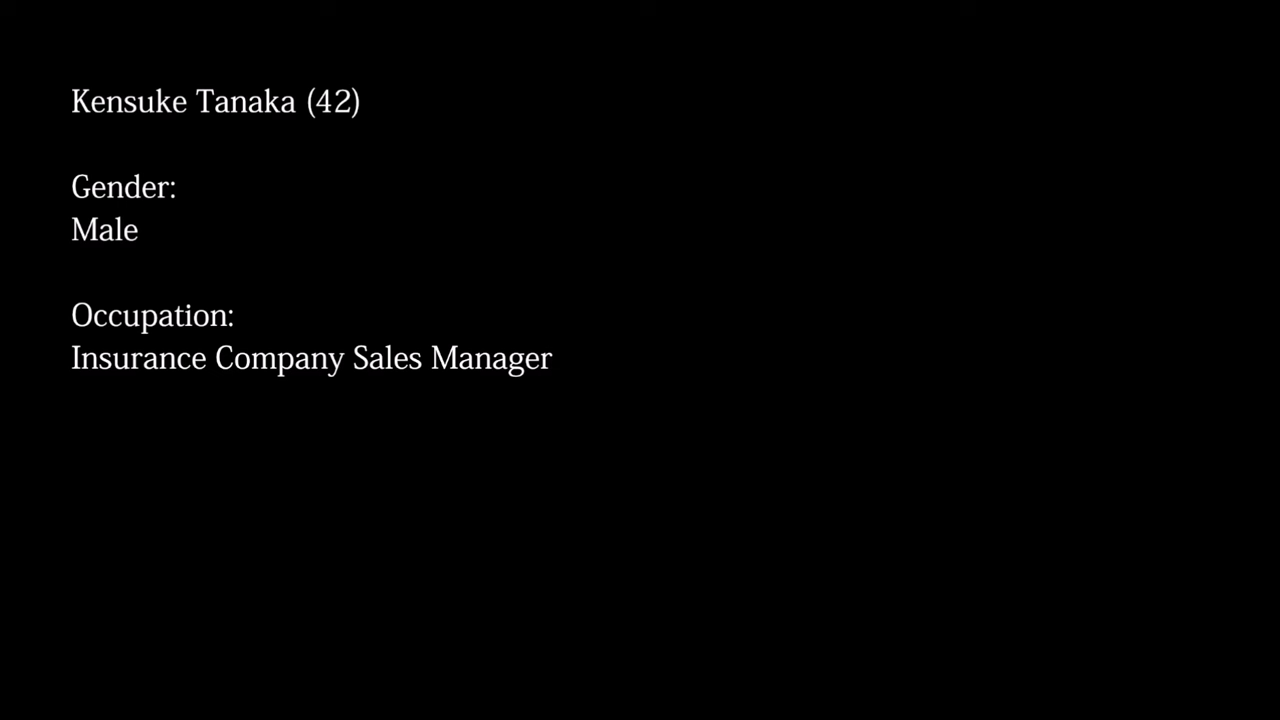 Kensuke Tanaka (42)
Gender:
Male
Occupation:
Insurance Company Sales Manager